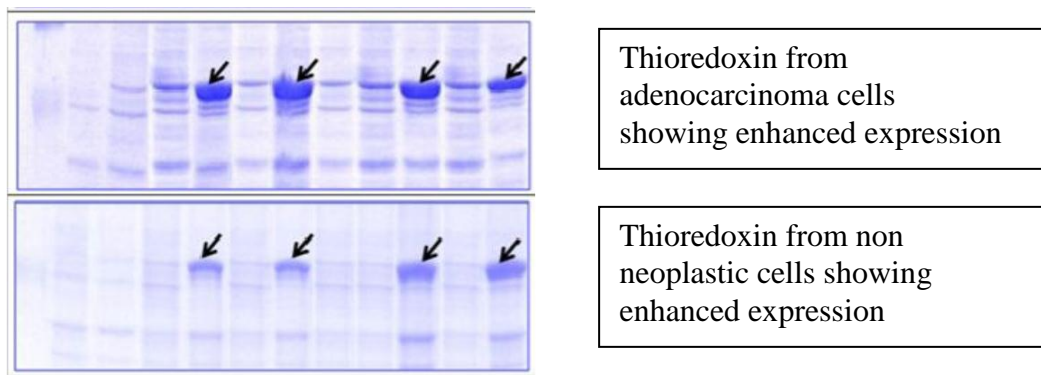 Thioredoxin from
adenocarcinoma cells
showing enhanced expression
Thioredoxin from non
neoplastic cells showing
enhanced expression